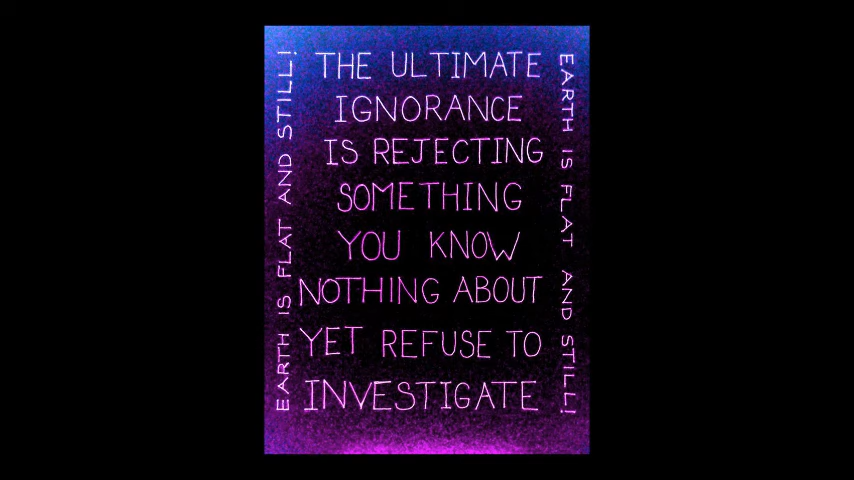 EARTH IS FLAT AND STILL!
THE ULTIMATE
IGNORANCE
IS REJECTING
SOMETHING
YOU KNOW
NOTHING ABOUT
YET REFUSE TO
INVESTIGATE
EARTH IS FLAT AND STILL!